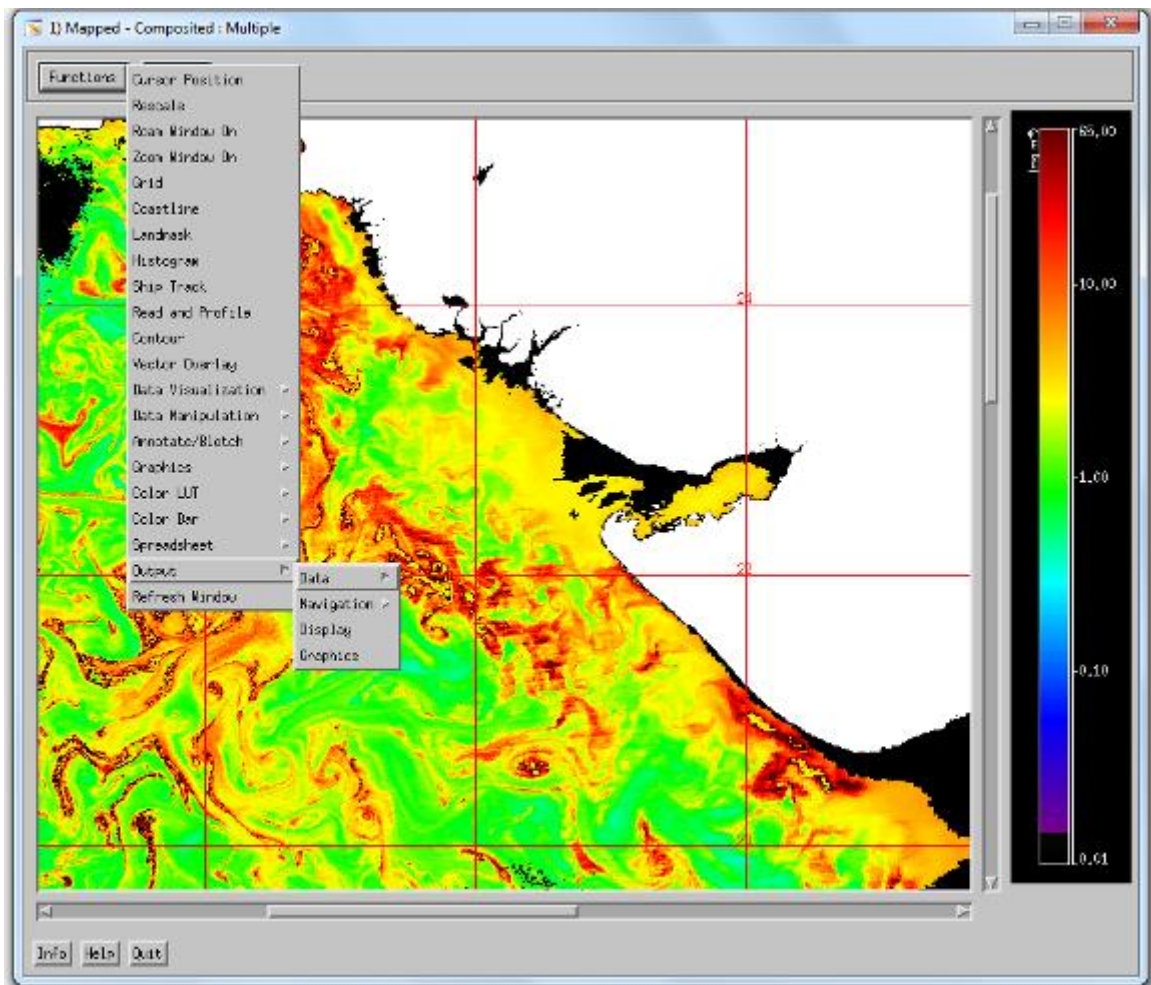 1) Mapped - Composited : Multiple
Functions
Cursor Position
Rescale
Roam Window On
Zoom Window On
Grid
Coastline
Landmask
Histogram
Ship Track
Read and Profile
Contour
Vector Overlay
Data Visualization
Data Manipulation
Annotate/Blotch
Graphics
Color LUT
Color Bar
Spreadsheet
Output
Refresh Window
Data
Navigation
Display
Graphics
24
65.00
10.00
1.00
0.10
0.01
Info Help Quit